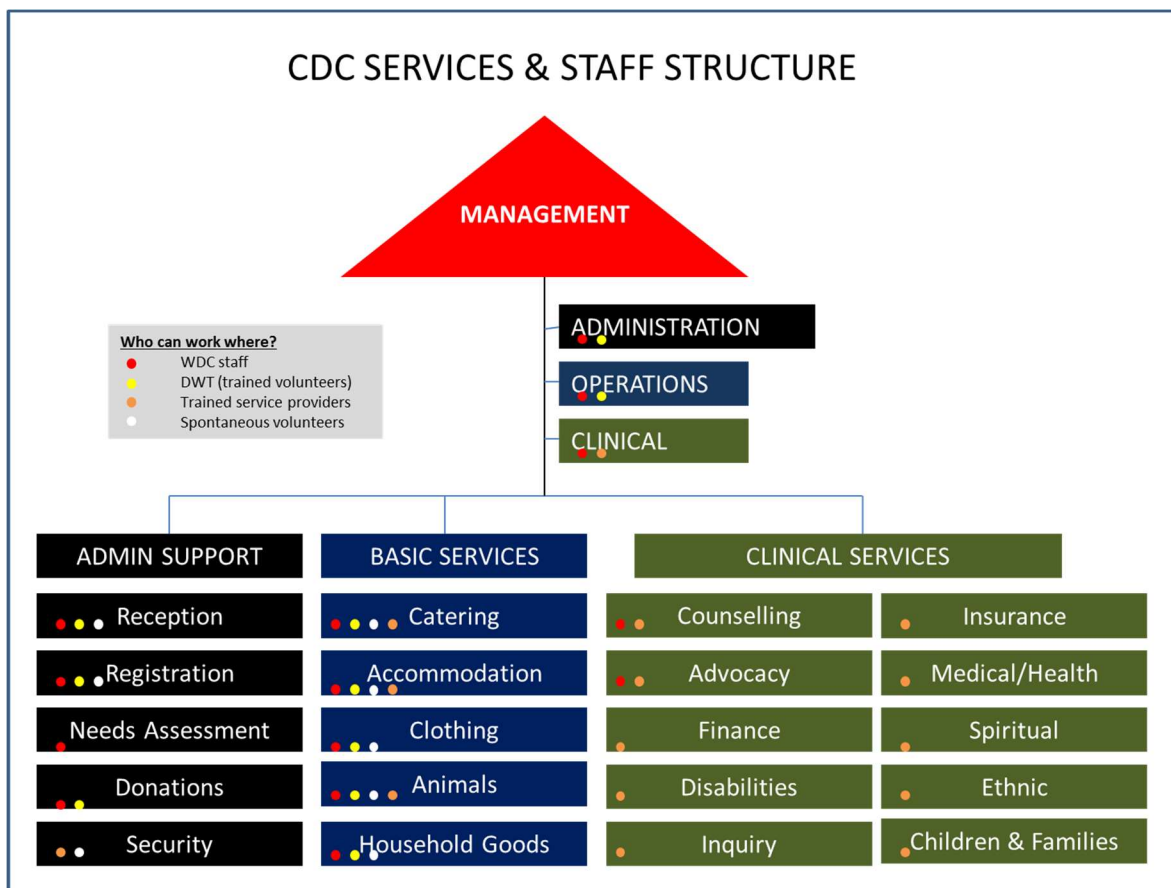 CDC SERVICES & STAFF STRUCTURE
MANAGEMENT
ADMINISTRATION
OPERATIONS
CLINICAL
Who can work where?
WDC staff
DWT (trained volunteers)
Trained service providers
Spontaneous volunteers
ADMIN SUPPORT
Reception
Registration
Needs Assessment
Donations
Security
BASIC SERVICES
Catering
Accommodation
Clothing
Animals
Household Goods
CLINICAL SERVICES
Counselling
Advocacy
Finance
Disabilities
Inquiry
Insurance
Medical/Health
Spiritual
Ethnic
Children & Families